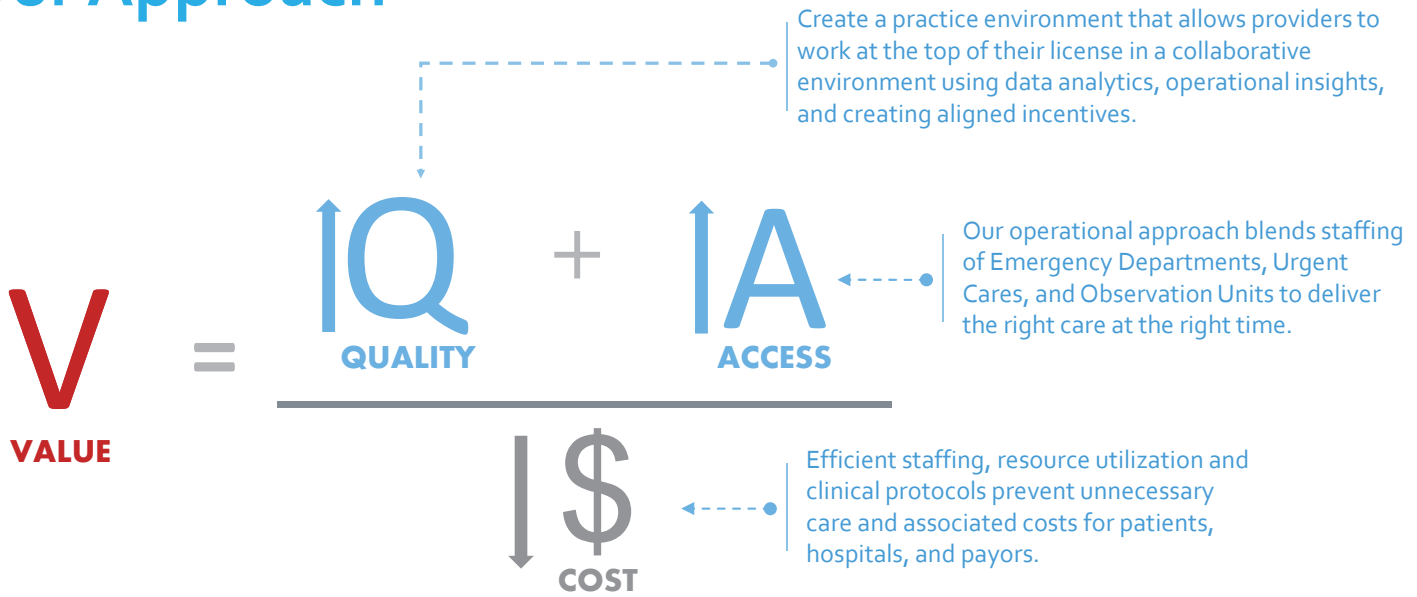 Approach
Create a practice environment that allows providers to
work at the top of their license in a collaborative
environment using data analytics, operational insights,
and creating aligned incentives.
V = Q + A
QUALITY ACCESS
VALUE
Our operational approach blends staffing
of Emergency Departments, Urgent
Cares, and Observation Units to deliver
the right care at the right time.
$
COST
Efficient staffing, resource utilization and
clinical protocols prevent unnecessary
care and associated costs for patients,
hospitals, and payors.